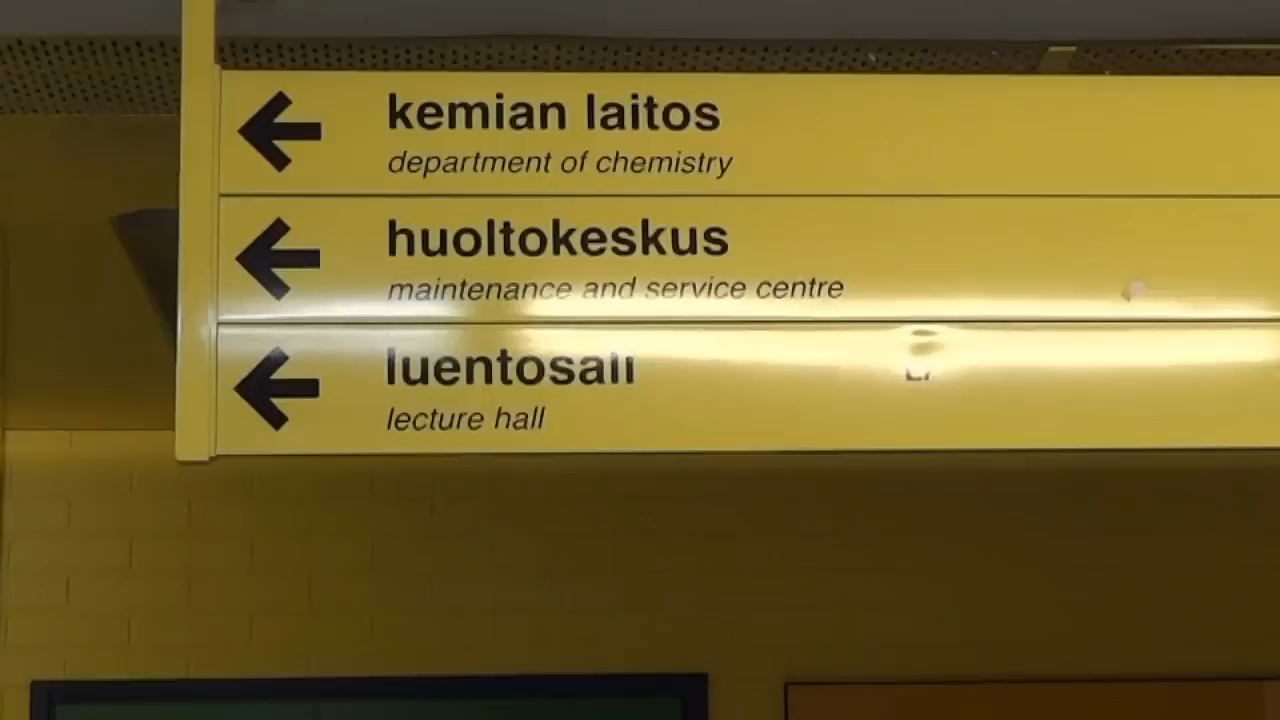 kemian laitos
department of chemistry
huoltokeskus
maintenance and service centre
luentosali
lecture hall